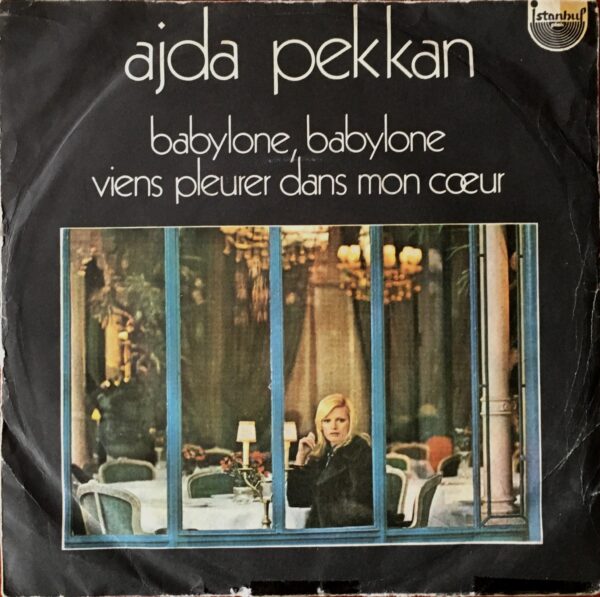 istanbul
ajda pekkan
babylone, babylone
viens pleurer dans mon cœur